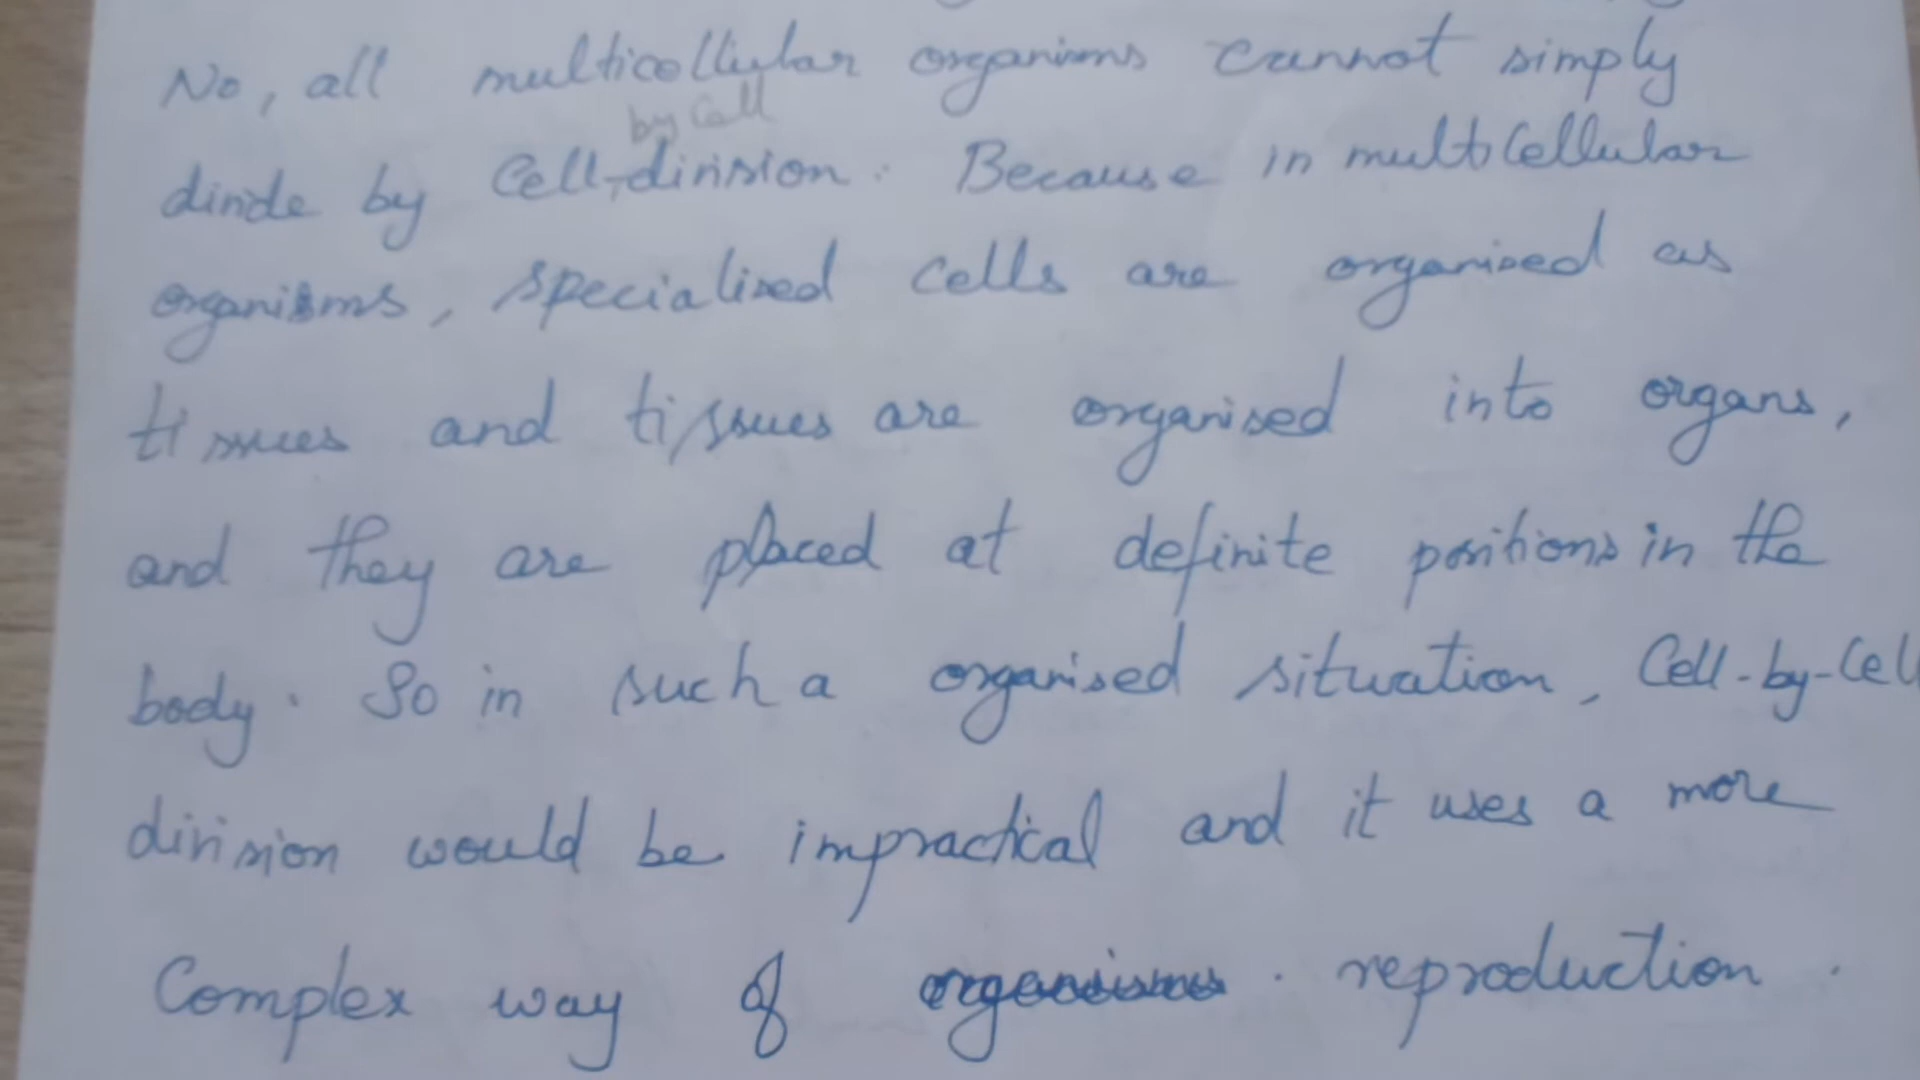 No, all multicellular organisms cannot simply
by cell
divide by Cell division. Because in multicellular
organisms, specialised cells are organised as
tissues and tissues are organised into organs,
and they are placed at definite positions in the
body. So in such a organised situation, Cell-by-Cell
division would be impractical and it uses a more
Complex way of reproduction.